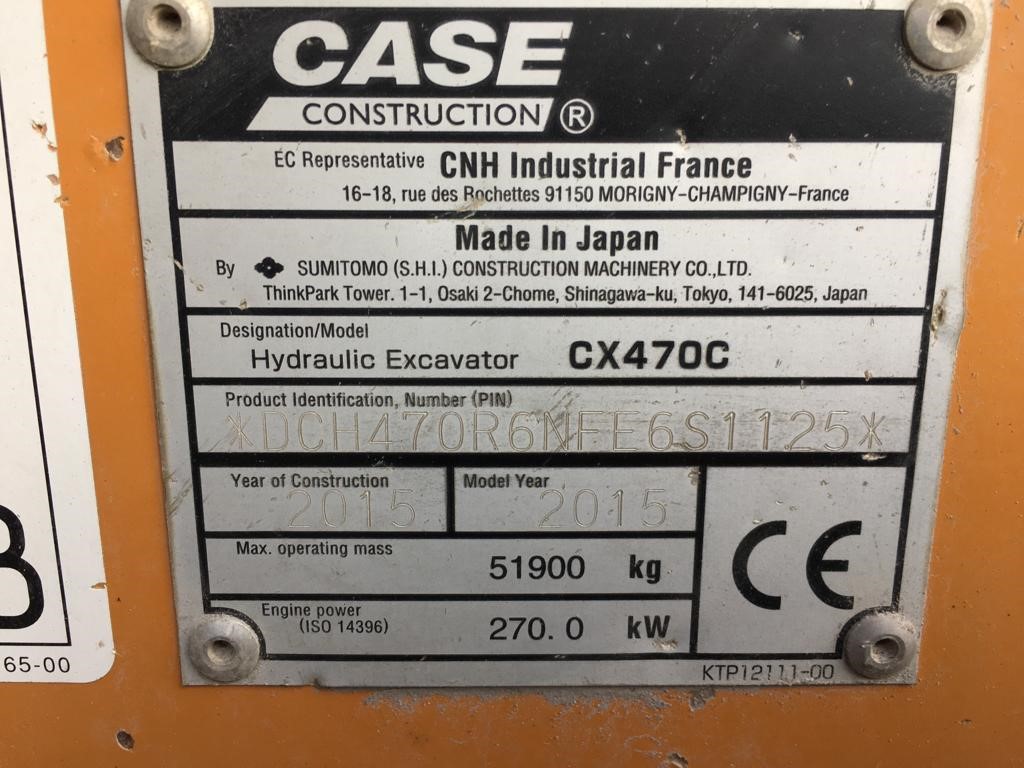 CASE
CONSTRUCTION ®
EC Representative CNH Industrial France
16-18, rue des Rochettes 91150 MORIGNY-CHAMPIGNY-France
Made In Japan
By SUMITOMO (S.H.I.) CONSTRUCTION MACHINERY CO.,LTD.
ThinkPark Tower. 1-1, Osaki 2-Chome, Shinagawa-ku, Tokyo, 141-6025, Japan
Designation/Model
Hydraulic Excavator CX470C
Product Identification, Number (PIN)
*DCH470R6NFE6S1125*
Year of Construction Model Year
2015 2015
Max. operating mass
51900 kg
Engine power
(ISO 14396)
270.0 kW
CE
KTP12111-00
65-00